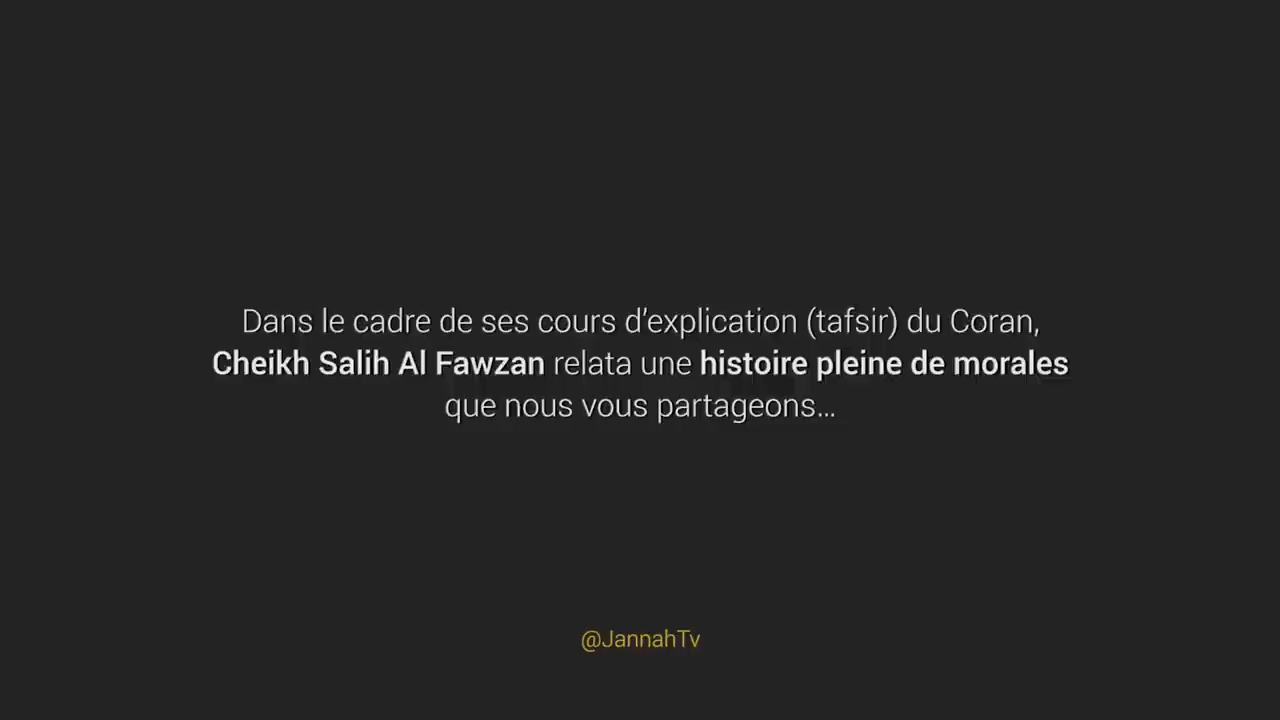 Dans le cadre de ses cours d’explication (tafsir) du Coran,
Cheikh Salih Al Fawzan relata une histoire pleine de morales
que nous vous partageons…
@JannahTv